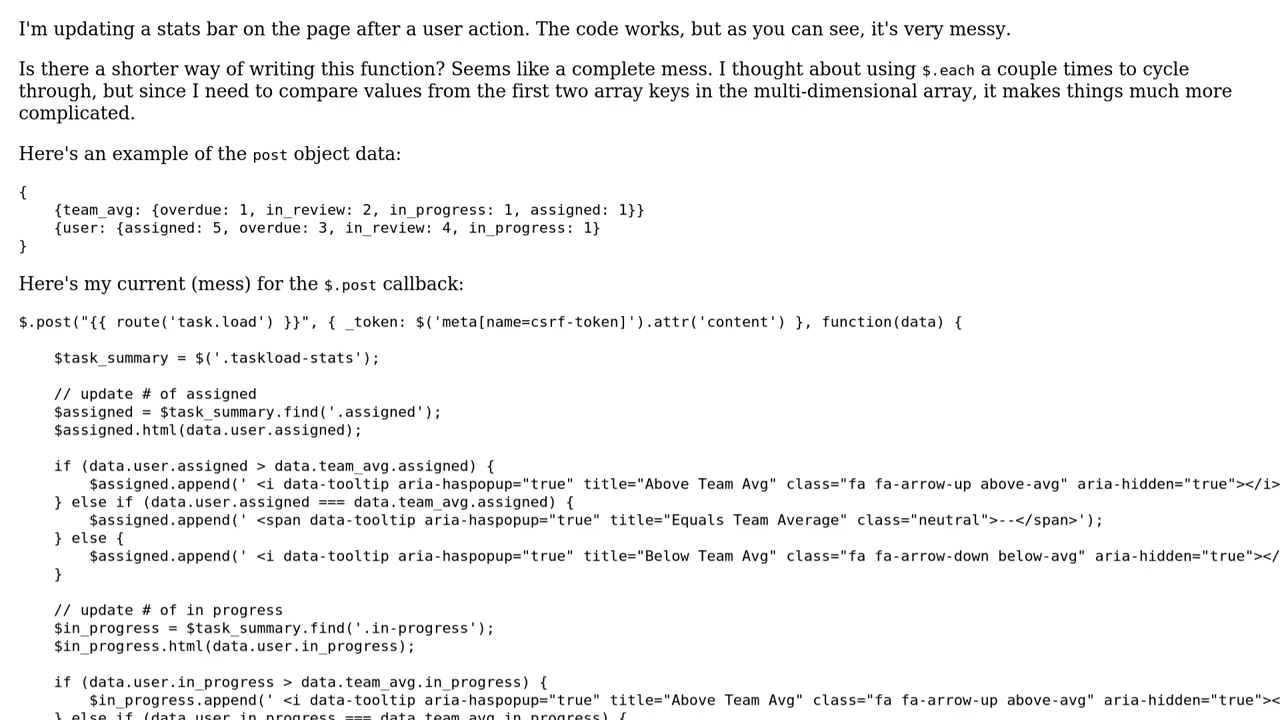 I'm updating a stats bar on the page after a user action. The code works, but as you can see, it's very messy.
Is there a shorter way of writing this function? Seems like a complete mess. I thought about using $.each a couple times to cycle
through, but since I need to compare values from the first two array keys in the multi-dimensional array, it makes things much more
complicated.
Here's an example of the post object data:
{
    {team_avg: {overdue: 1, in_review: 2, in_progress: 1, assigned: 1}}
    {user: {assigned: 5, overdue: 3, in_review: 4, in_progress: 1}
}
Here's my current (mess) for the $.post callback:
$.post("{{ route('task.load') }}", { _token: $('meta[name=csrf-token]').attr('content') }, function(data) {
    $task_summary = $('.taskload-stats');
    // update # of assigned
    $assigned = $task_summary.find('.assigned');
    $assigned.html(data.user.assigned);
    if (data.user.assigned > data.team_avg.assigned) {
        $assigned.append(' <i data-tooltip aria-haspopup="true" title="Above Team Avg" class="fa fa-arrow-up above-avg" aria-hidden="true"></i>
    } else if (data.user.assigned === data.team_avg.assigned) {
        $assigned.append(' <span data-tooltip aria-haspopup="true" title="Equals Team Average" class="neutral">--</span>');
    } else {
        $assigned.append(' <i data-tooltip aria-haspopup="true" title="Below Team Avg" class="fa fa-arrow-down below-avg" aria-hidden="true"></
    }
    // update # of in progress
    $in_progress = $task_summary.find('.in-progress');
    $in_progress.html(data.user.in_progress);
    if (data.user.in_progress > data.team_avg.in_progress) {
        $in_progress.append(' <i data-tooltip aria-haspopup="true" title="Above Team Avg" class="fa fa-arrow-up above-avg" aria-hidden="true"><
    } else if (data.user.in_progress === data.team_avg.in_progress) {